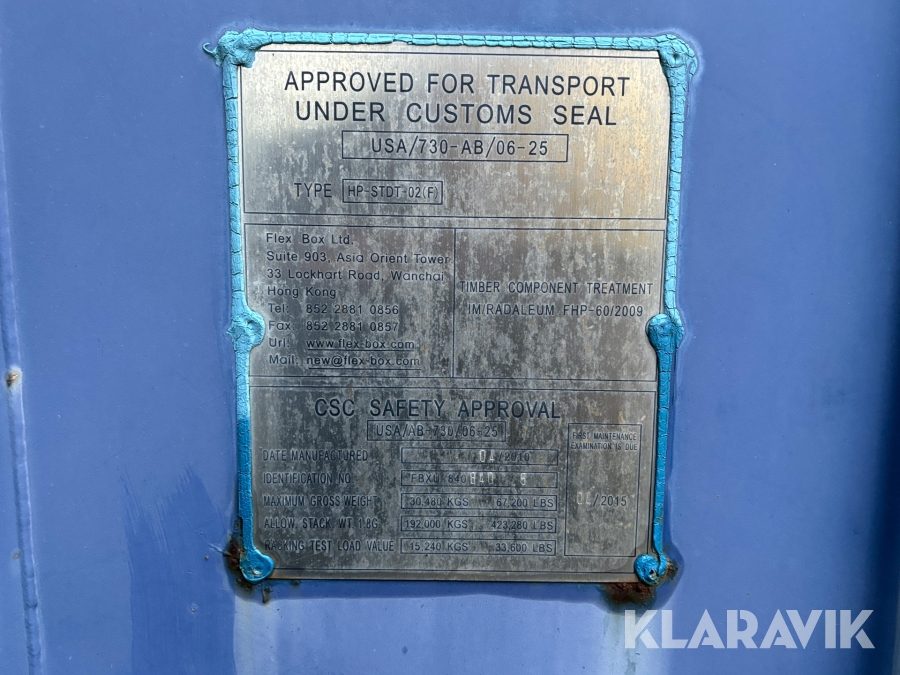 APPROVED FOR TRANSPORT
UNDER CUSTOMS SEAL
USA/730-AB/06-25
TYPE HP-STDT-02(F)
Flex Box Ltd.
Suite 903, Asia Orient Tower
33 Lockhart Road, Wanchai
Hong Kong
Tel: 852 2881 0856
Fax: 852 2881 0857
Url: www.flex-box.com
Mail: new@flex-box.com
TIMBER COMPONENT TREATMENT
IM/RADALEUM FHP-60/2009
CSC SAFETY APPROVAL
USA/AB-730/06-25
DATE MANUFACTURED /2010
IDENTIFICATION NO. FBXU 840
MAXIMUM GROSS WEIGHT 30,480 KGS 67,200 LBS
ALLOW. STACK. WT. 1.8G 192,000 KGS 423,280 LBS
RACKING TEST LOAD VALUE 15,240 KGS 33,600 LBS
FIRST MAINTENANCE
EXAMINATION IS DUE
/2015
KLARAVIK